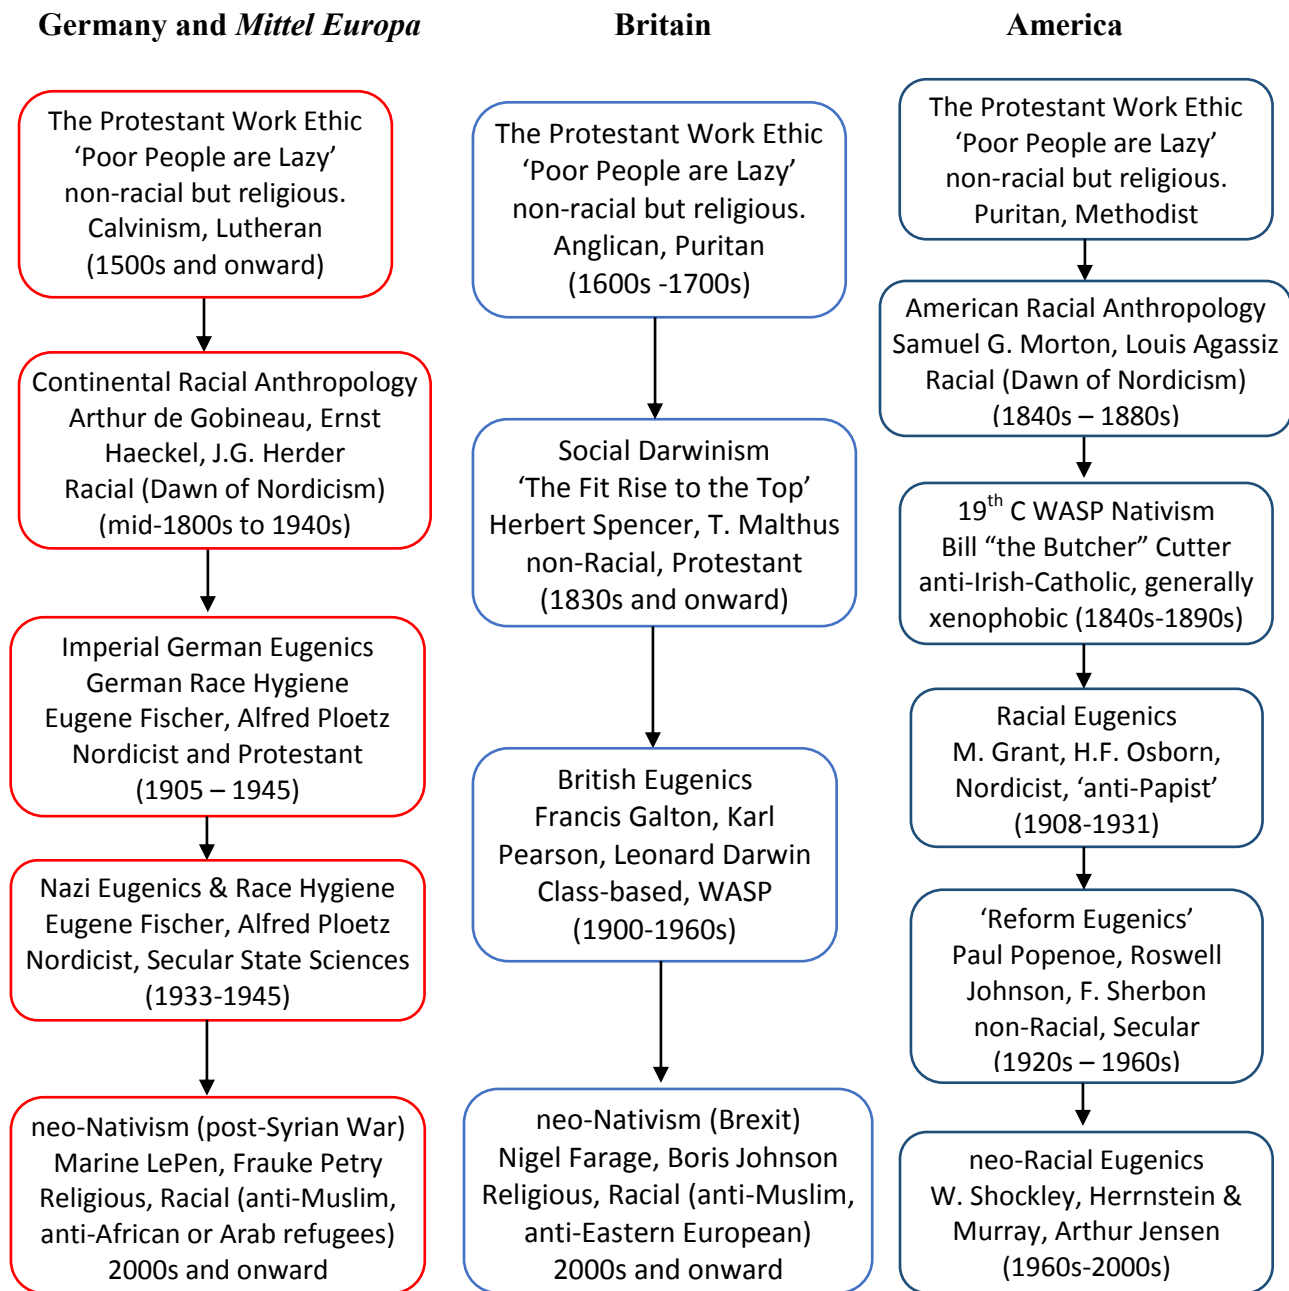 Germany and Mittel Europa
The Protestant Work Ethic
‘Poor People are Lazy’
non-racial but religious.
Calvinism, Lutheran
(1500s and onward)
Continental Racial Anthropology
Arthur de Gobineau, Ernst
Haeckel, J.G. Herder
Racial (Dawn of Nordicism)
(mid-1800s to 1940s)
Imperial German Eugenics
German Race Hygiene
Eugene Fischer, Alfred Ploetz
Nordicist and Protestant
(1905 – 1945)
Nazi Eugenics & Race Hygiene
Eugene Fischer, Alfred Ploetz
Nordicist, Secular State Sciences
(1933-1945)
neo-Nativism (post-Syrian War)
Marine LePen, Frauke Petry
Religious, Racial (anti-Muslim,
anti-African or Arab refugees)
2000s and onward
Britain
The Protestant Work Ethic
‘Poor People are Lazy’
non-racial but religious.
Anglican, Puritan
(1600s -1700s)
Social Darwinism
‘The Fit Rise to the Top’
Herbert Spencer, T. Malthus
non-Racial, Protestant
(1830s and onward)
British Eugenics
Francis Galton, Karl
Pearson, Leonard Darwin
Class-based, WASP
(1900-1960s)
neo-Nativism (Brexit)
Nigel Farage, Boris Johnson
Religious, Racial (anti-Muslim,
anti-Eastern European)
2000s and onward
America
The Protestant Work Ethic
‘Poor People are Lazy’
non-racial but religious.
Puritan, Methodist
American Racial Anthropology
Samuel G. Morton, Louis Agassiz
Racial (Dawn of Nordicism)
(1840s – 1880s)
19th C WASP Nativism
Bill “the Butcher” Cutter
anti-Irish-Catholic, generally
xenophobic (1840s-1890s)
Racial Eugenics
M. Grant, H.F. Osborn,
Nordicist, ‘anti-Papist’
(1908-1931)
‘Reform Eugenics’
Paul Popenoe, Roswell
Johnson, F. Sherbon
non-Racial, Secular
(1920s – 1960s)
neo-Racial Eugenics
W. Shockley, Herrnstein &
Murray, Arthur Jensen
(1960s-2000s)